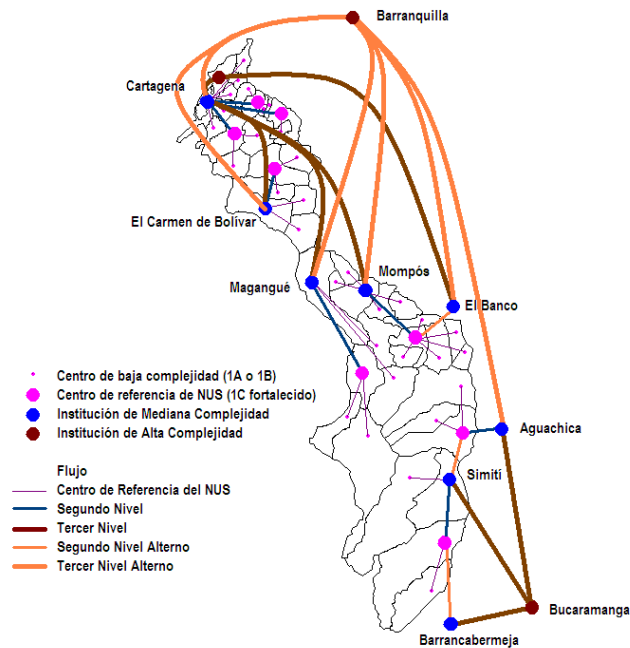 Barranquilla
Cartagena
El Carmen de Bolívar
Magangué
Mompós
El Banco
Centro de baja complejidad (1A o 1B)
Centro de referencia de NUS (1C fortalecido)
Institución de Mediana Complejidad
Institución de Alta Complejidad
Aguachica
Simití
Flujo
Centro de Referencia del NUS
Segundo Nivel
Tercer Nivel
Segundo Nivel Alterno
Tercer Nivel Alterno
Bucaramanga
Barrancabermeja